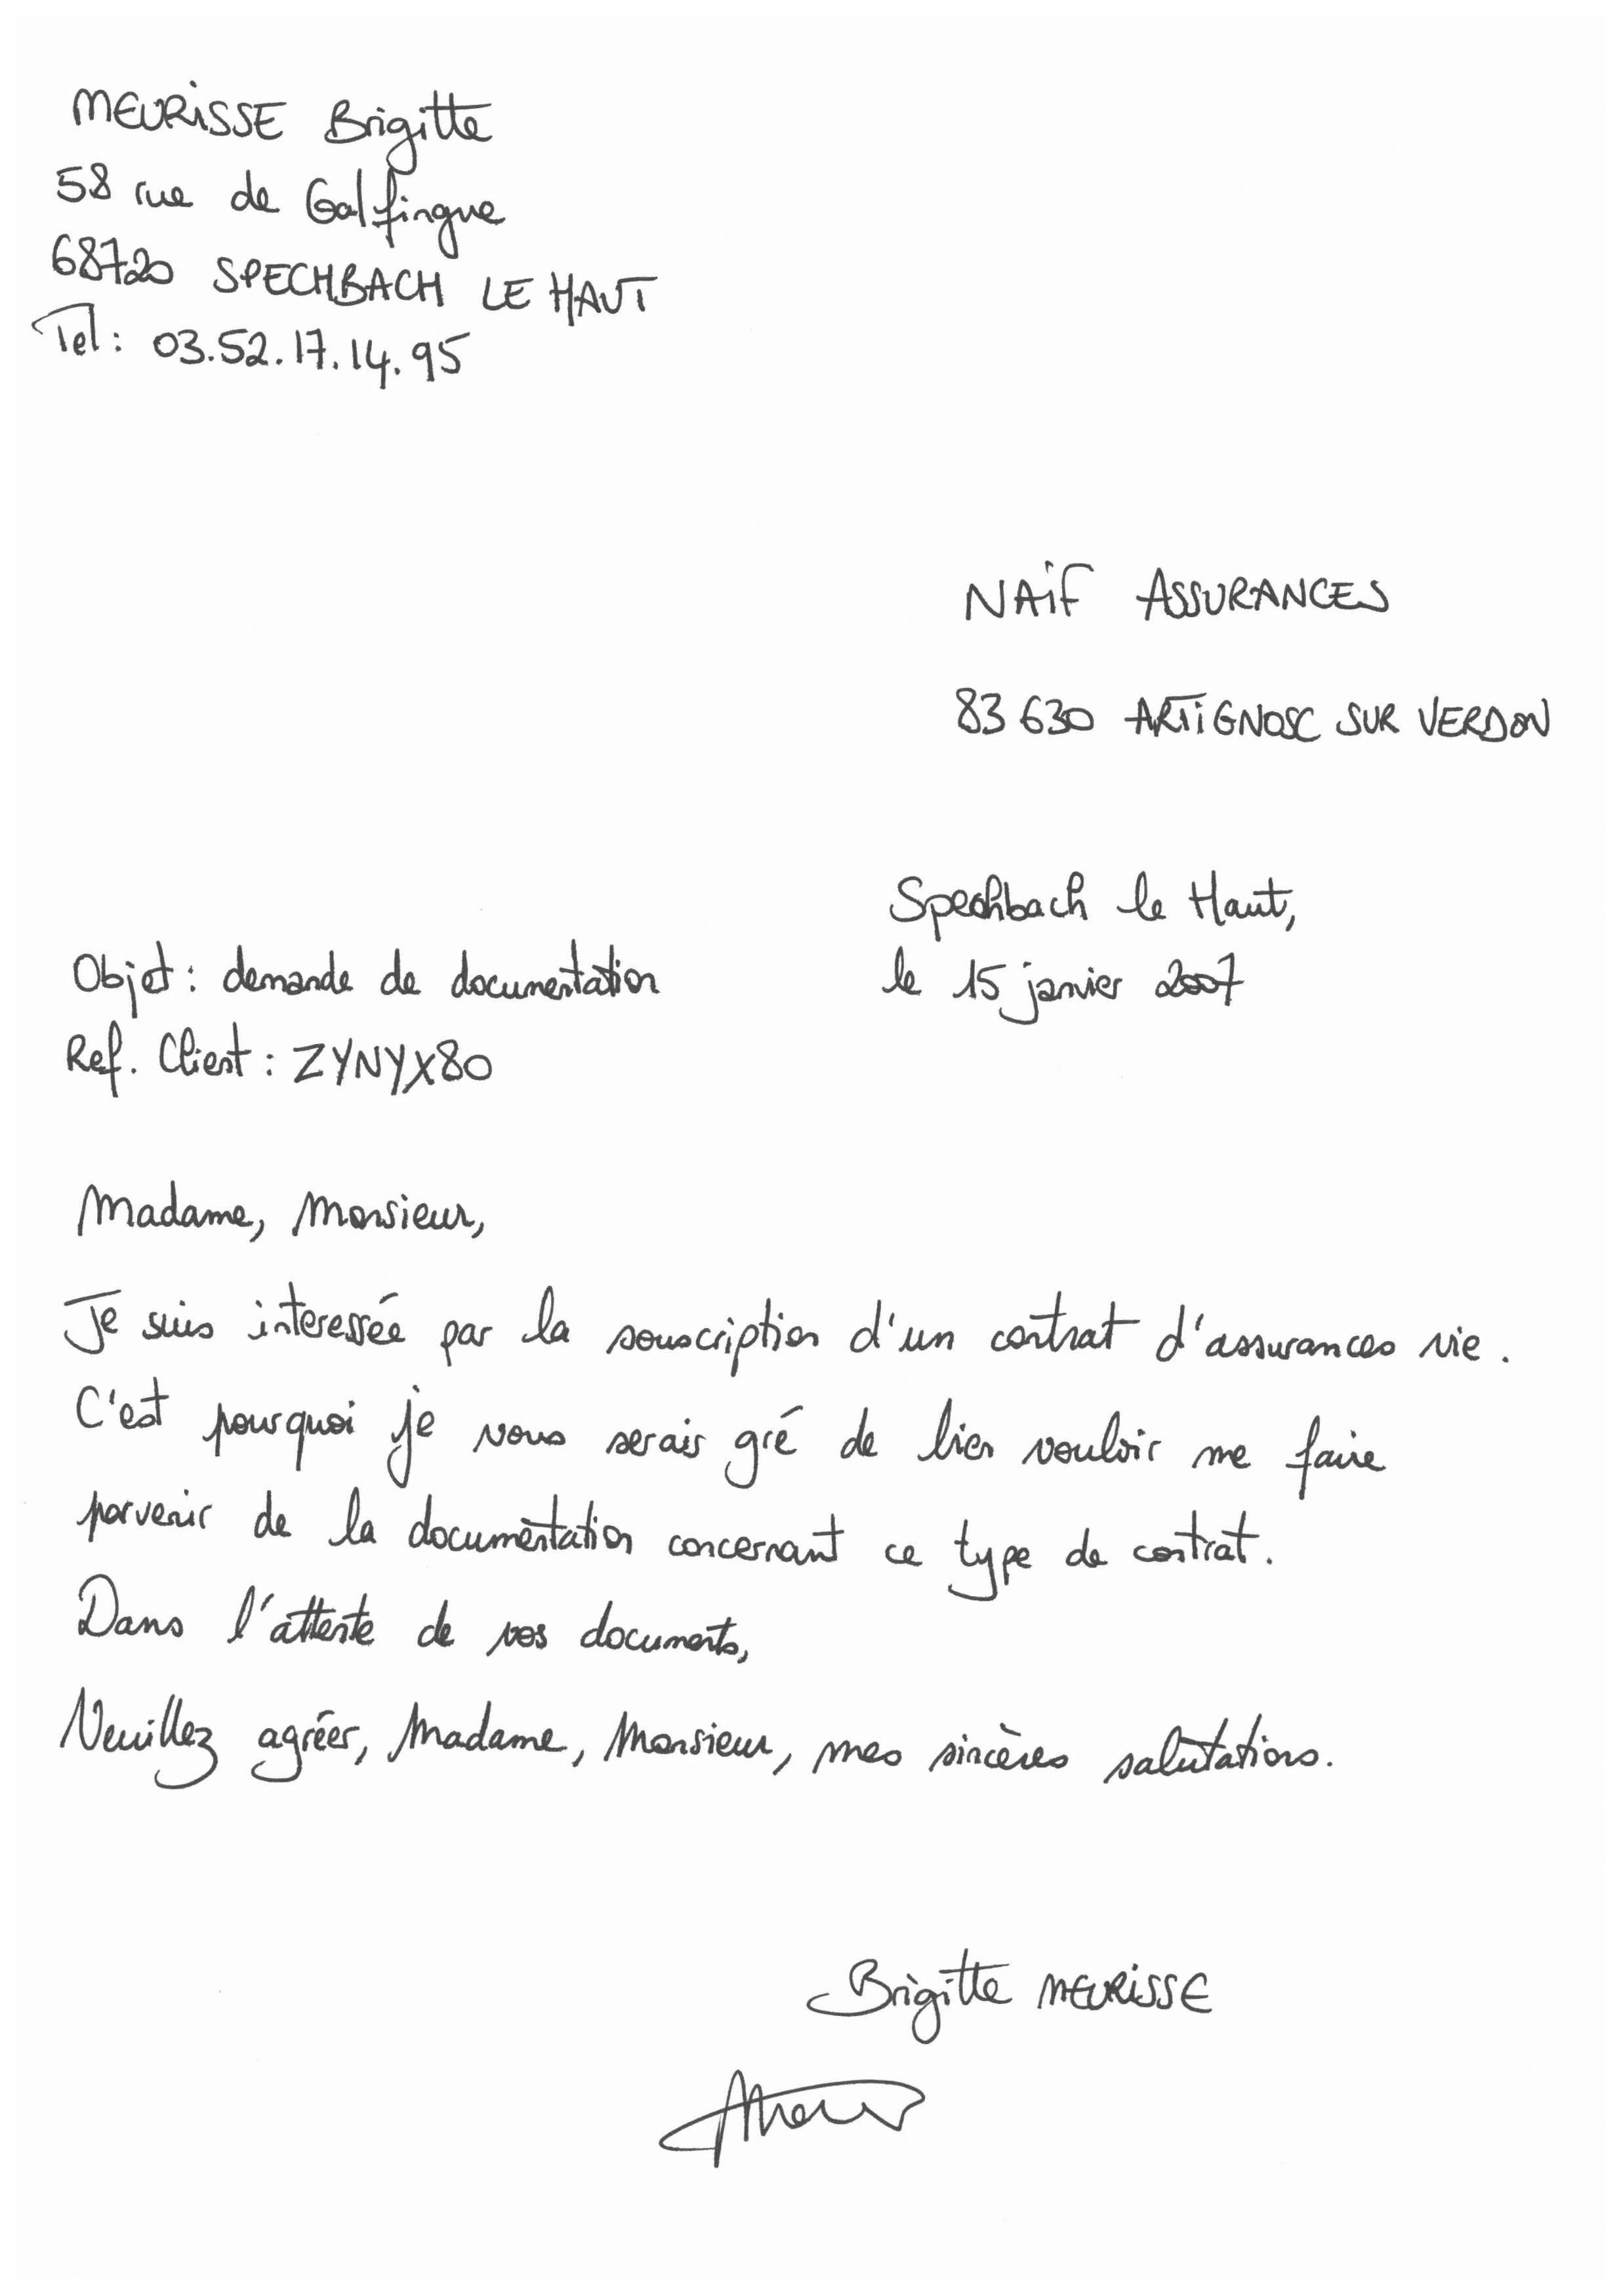 MEURISSE Brigitte
58 rue de Galfingue
68720 SPECHBACH LE HAUT
Tel : 03.52.17.14.95
NAIF ASSURANCES
83 630 ARTIGNOSC SUR VERDON
Spechbach le Haut,
le 15 janvier 2007
Objet : demande de documentation
Ref. Client : ZYNYX80
Madame, Monsieur,
Je suis interessée par la souscription d'un contrat d'assurances vie.
C'est pourquoi je vous serais gré de bien vouloir me faire
parvenir de la documentation concernant ce type de contrat.
Dans l'attente de vos documents,
Veuillez agréer, Madame, Monsieur, mes sincères salutations.
Brigitte MEURISSE